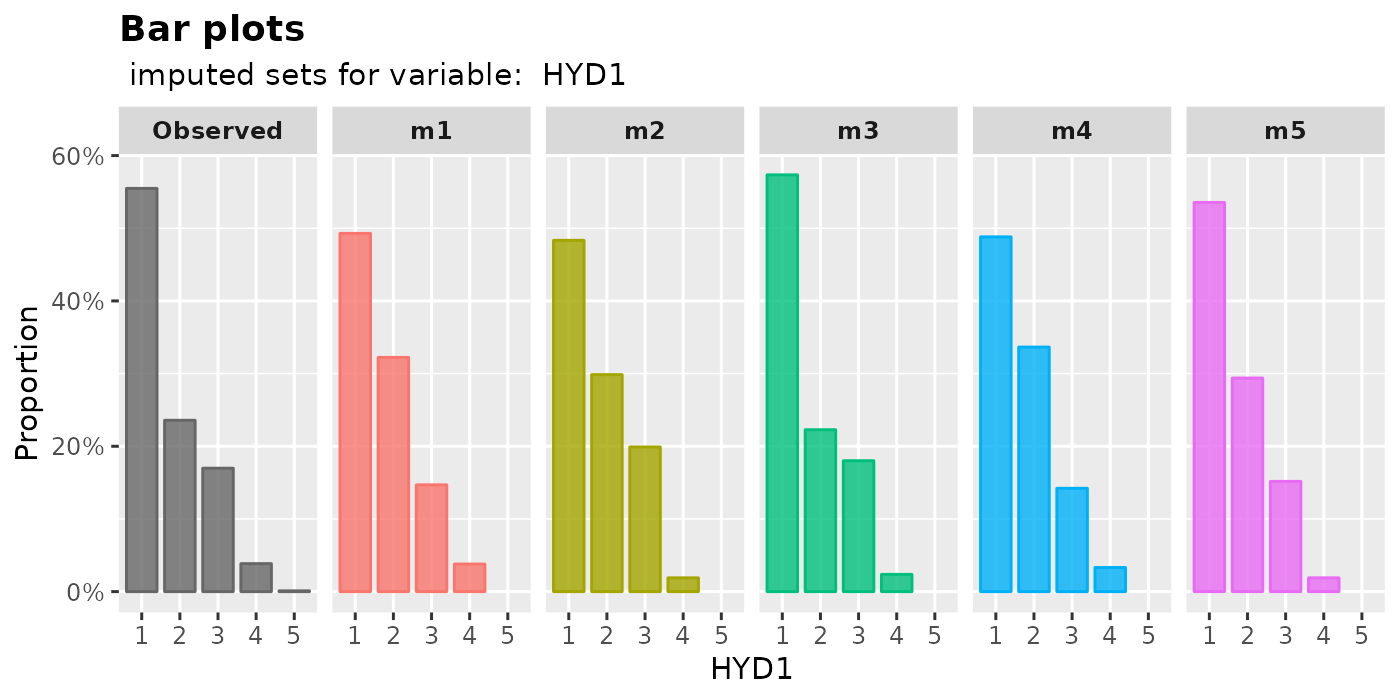 Bar plots
imputed sets for variable:  HYD1
Observed m1 m2 m3 m4 m5
60%
40%
20%
0%
Proportion
1 2 3 4 5 1 2 3 4 5 1 2 3 4 5 1 2 3 4 5 1 2 3 4 5 1 2 3 4 5
HYD1